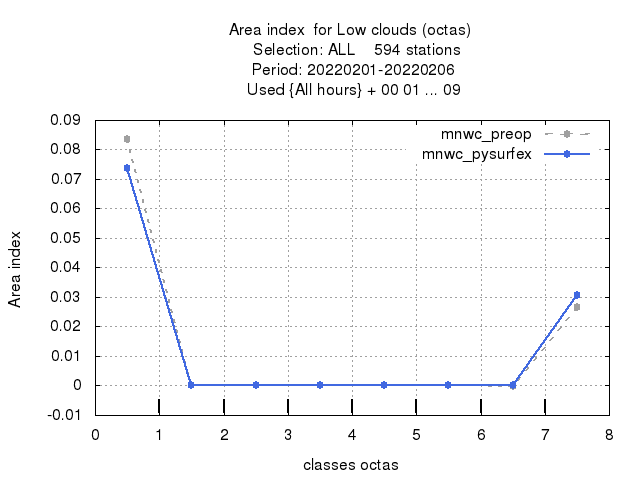 Area index  for Low clouds (octas)
Selection: ALL    594 stations
Period: 20220201-20220206
Used {All hours} + 00 01 ... 09
mnwc_preop
mnwc_pysurfex
0.09
0.08
0.07
0.06
0.05
0.04
0.03
0.02
0.01
0
-0.01
Area index
0 1 2 3 4 5 6 7 8
classes octas